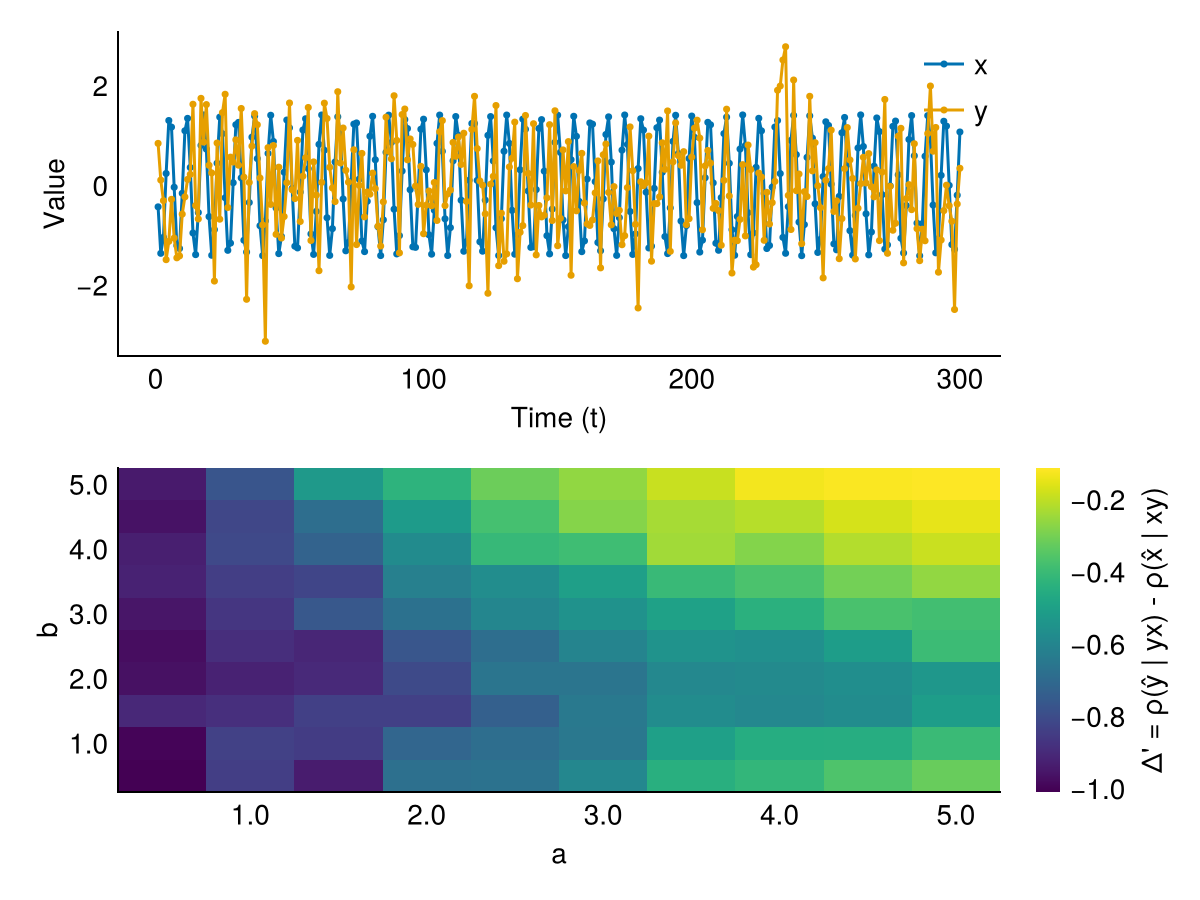 Value
2
0
−2
x
y
0 100 200 300
Time (t)
b
5.0
4.0
3.0
2.0
1.0
1.0 2.0 3.0 4.0 5.0
a
−0.2
−0.4
−0.6
−0.8
−1.0
Δ' = ρ(ŷ | yx) - ρ(x̂ | xy)